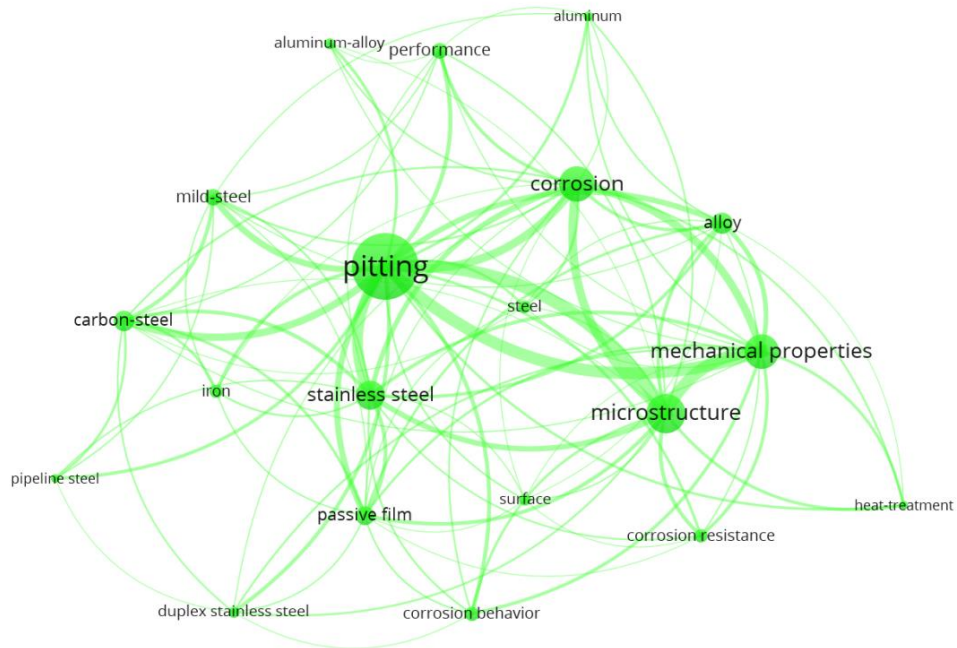 aluminum
aluminum-alloy
performance
corrosion
mild-steel
alloy
pitting
steel
carbon-steel
mechanical properties
iron
stainless steel
microstructure
pipeline steel
surface
heat-treatment
passive film
corrosion resistance
duplex stainless steel
corrosion behavior